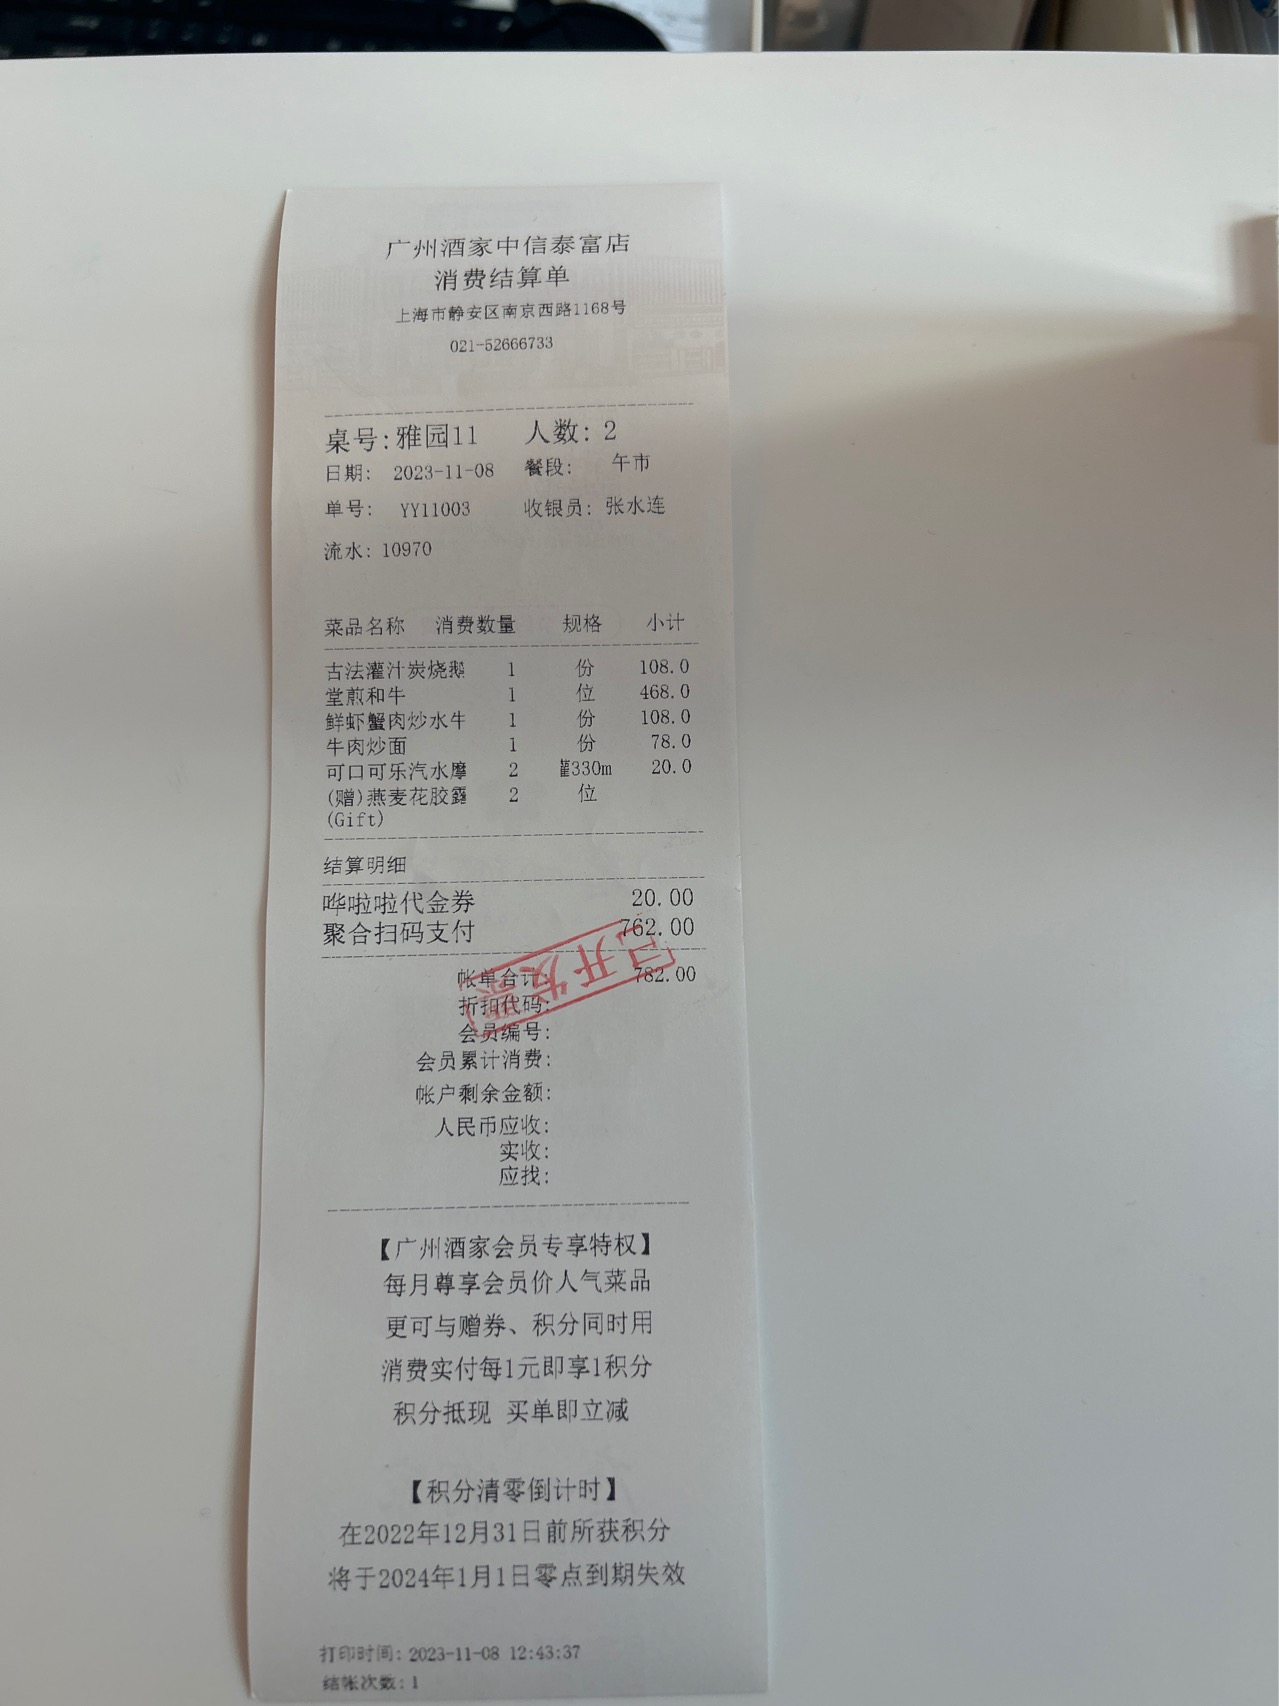 广州酒家中信泰富店
消费结算单
上海市静安区南京西路1168号
021-52666733
桌号:雅园11 人数: 2
日期: 2023-11-08 餐段: 午市
单号: YY11003 收银员: 张水连
流水: 10970
菜品名称 消费数量 规格 小计
古法灌汁炭烧鹅 1 份 108.0
堂煎和牛 1 位 468.0
鲜虾蟹肉炒水牛 1 份 108.0
牛肉炒面 1 份 78.0
可口可乐汽水摩 2 罐330m 20.0
(赠)燕麦花胶露 2 位
(Gift)
结算明细
哗啦啦代金券 20.00
聚合扫码支付 762.00
已开发票
帐单合计: 782.00
折扣代码:
会员编号:
会员累计消费:
帐户剩余金额:
人民币应收:
实收:
应找:
【广州酒家会员专享特权】
每月尊享会员价人气菜品
更可与赠券、积分同时用
消费实付每1元即享1积分
积分抵现 买单即立减
【积分清零倒计时】
在2022年12月31日前所获积分
将于2024年1月1日零点到期失效
打印时间: 2023-11-08 12:43:37
结帐次数: 1